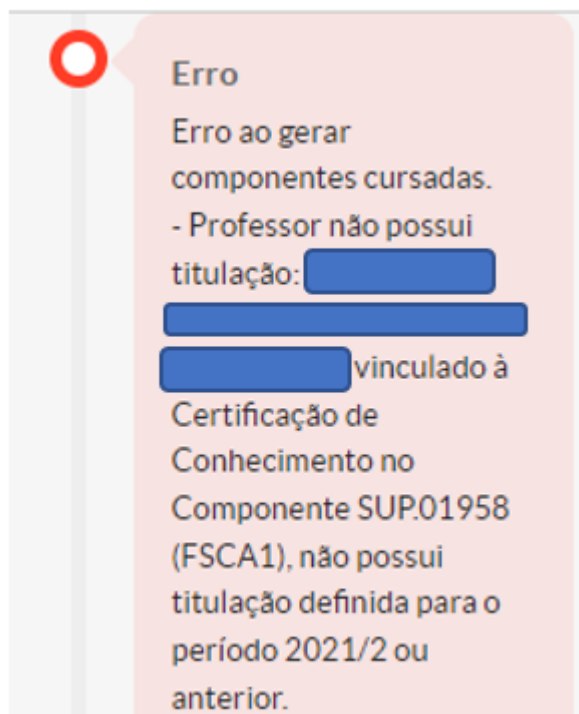 Erro
Erro ao gerar
componentes cursadas.
- Professor não possui
titulação:
vinculado à
Certificação de
Conhecimento no
Componente SUP.01958
(FSCA1), não possui
titulação definida para o
período 2021/2 ou
anterior.